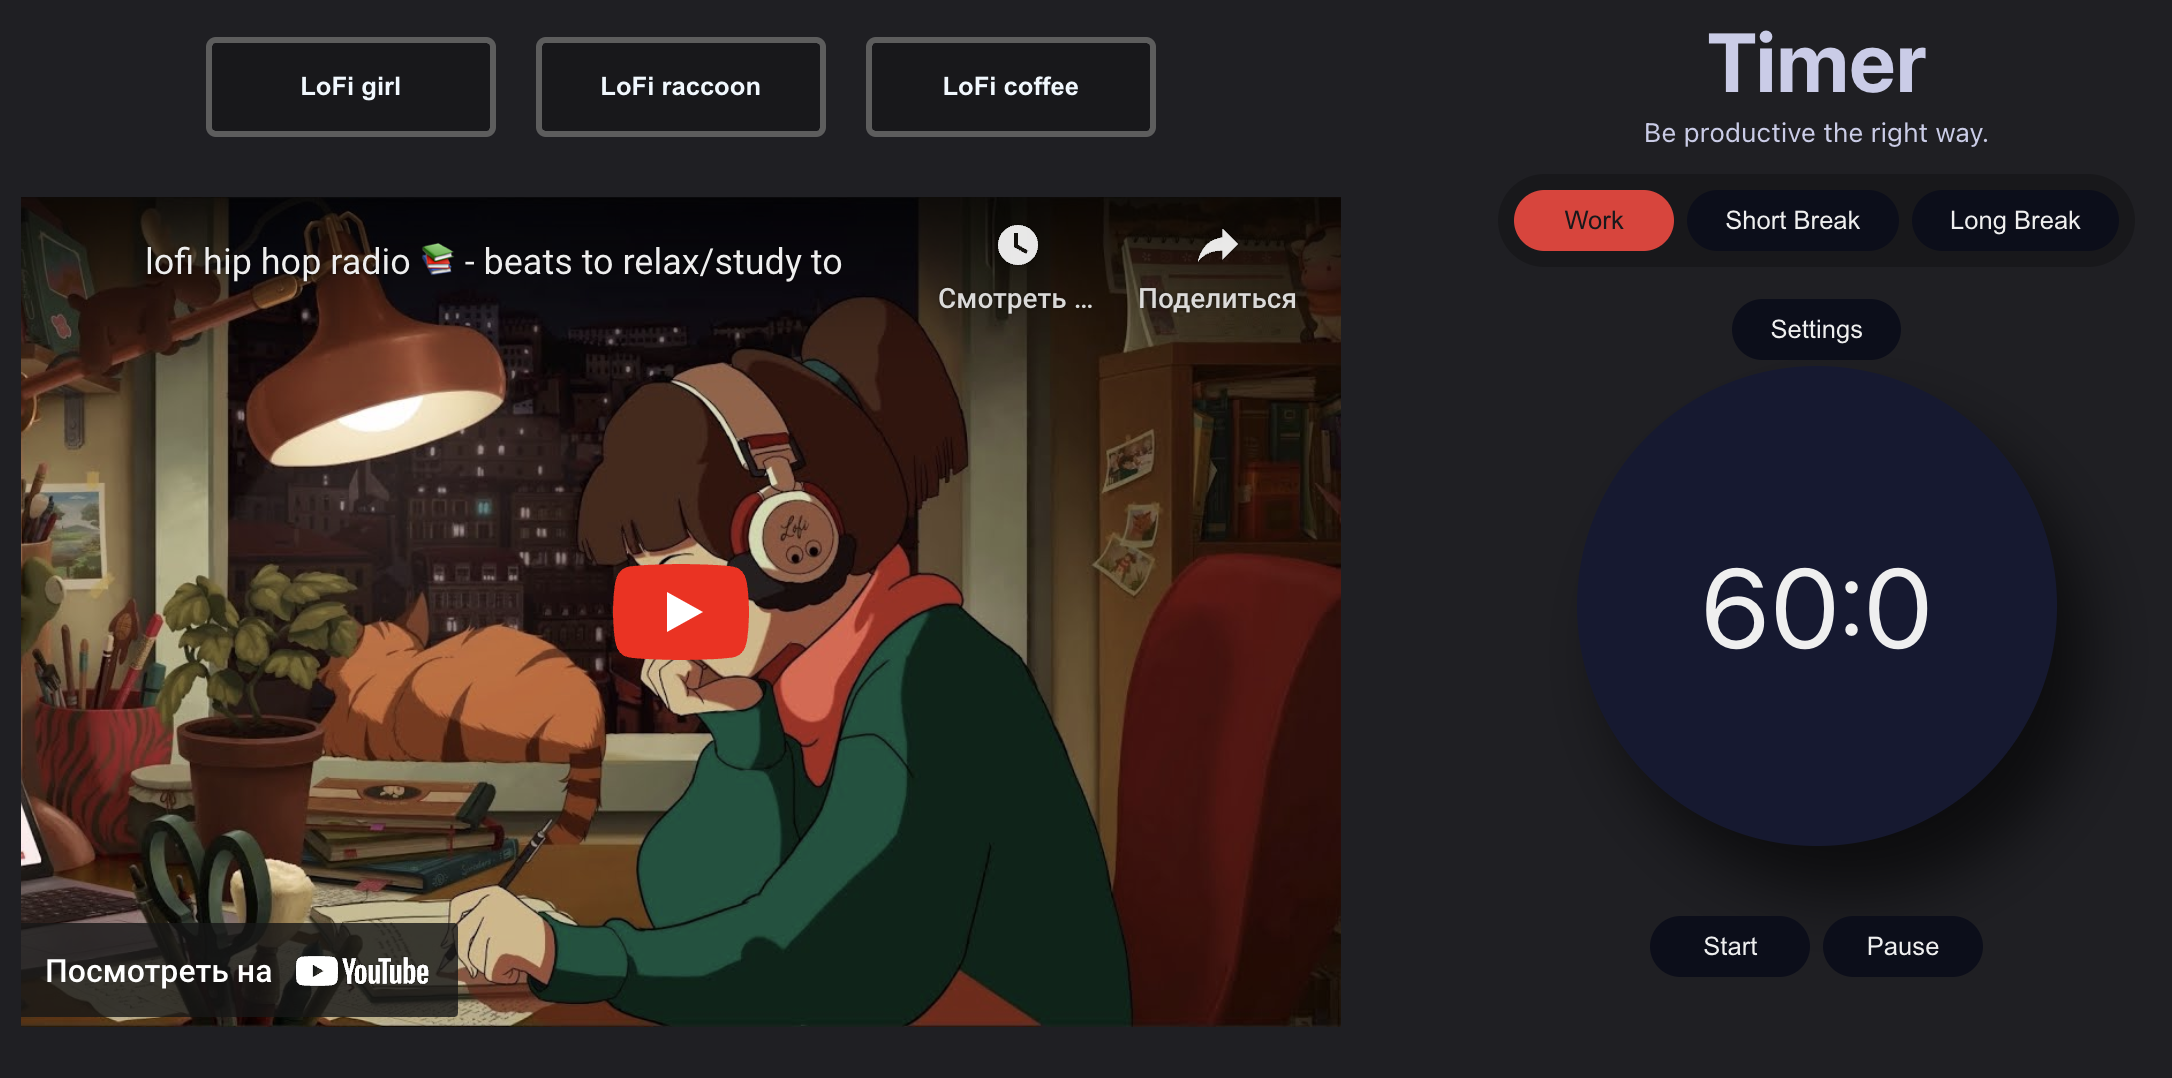 LoFi girl
LoFi raccoon
LoFi coffee
lofi hip hop radio 📚 - beats to relax/study to
Смотреть ...
Поделиться
Lofi
Посмотреть на YouTube
Timer
Be productive the right way.
Work
Short Break
Long Break
Settings
60:0
Start
Pause